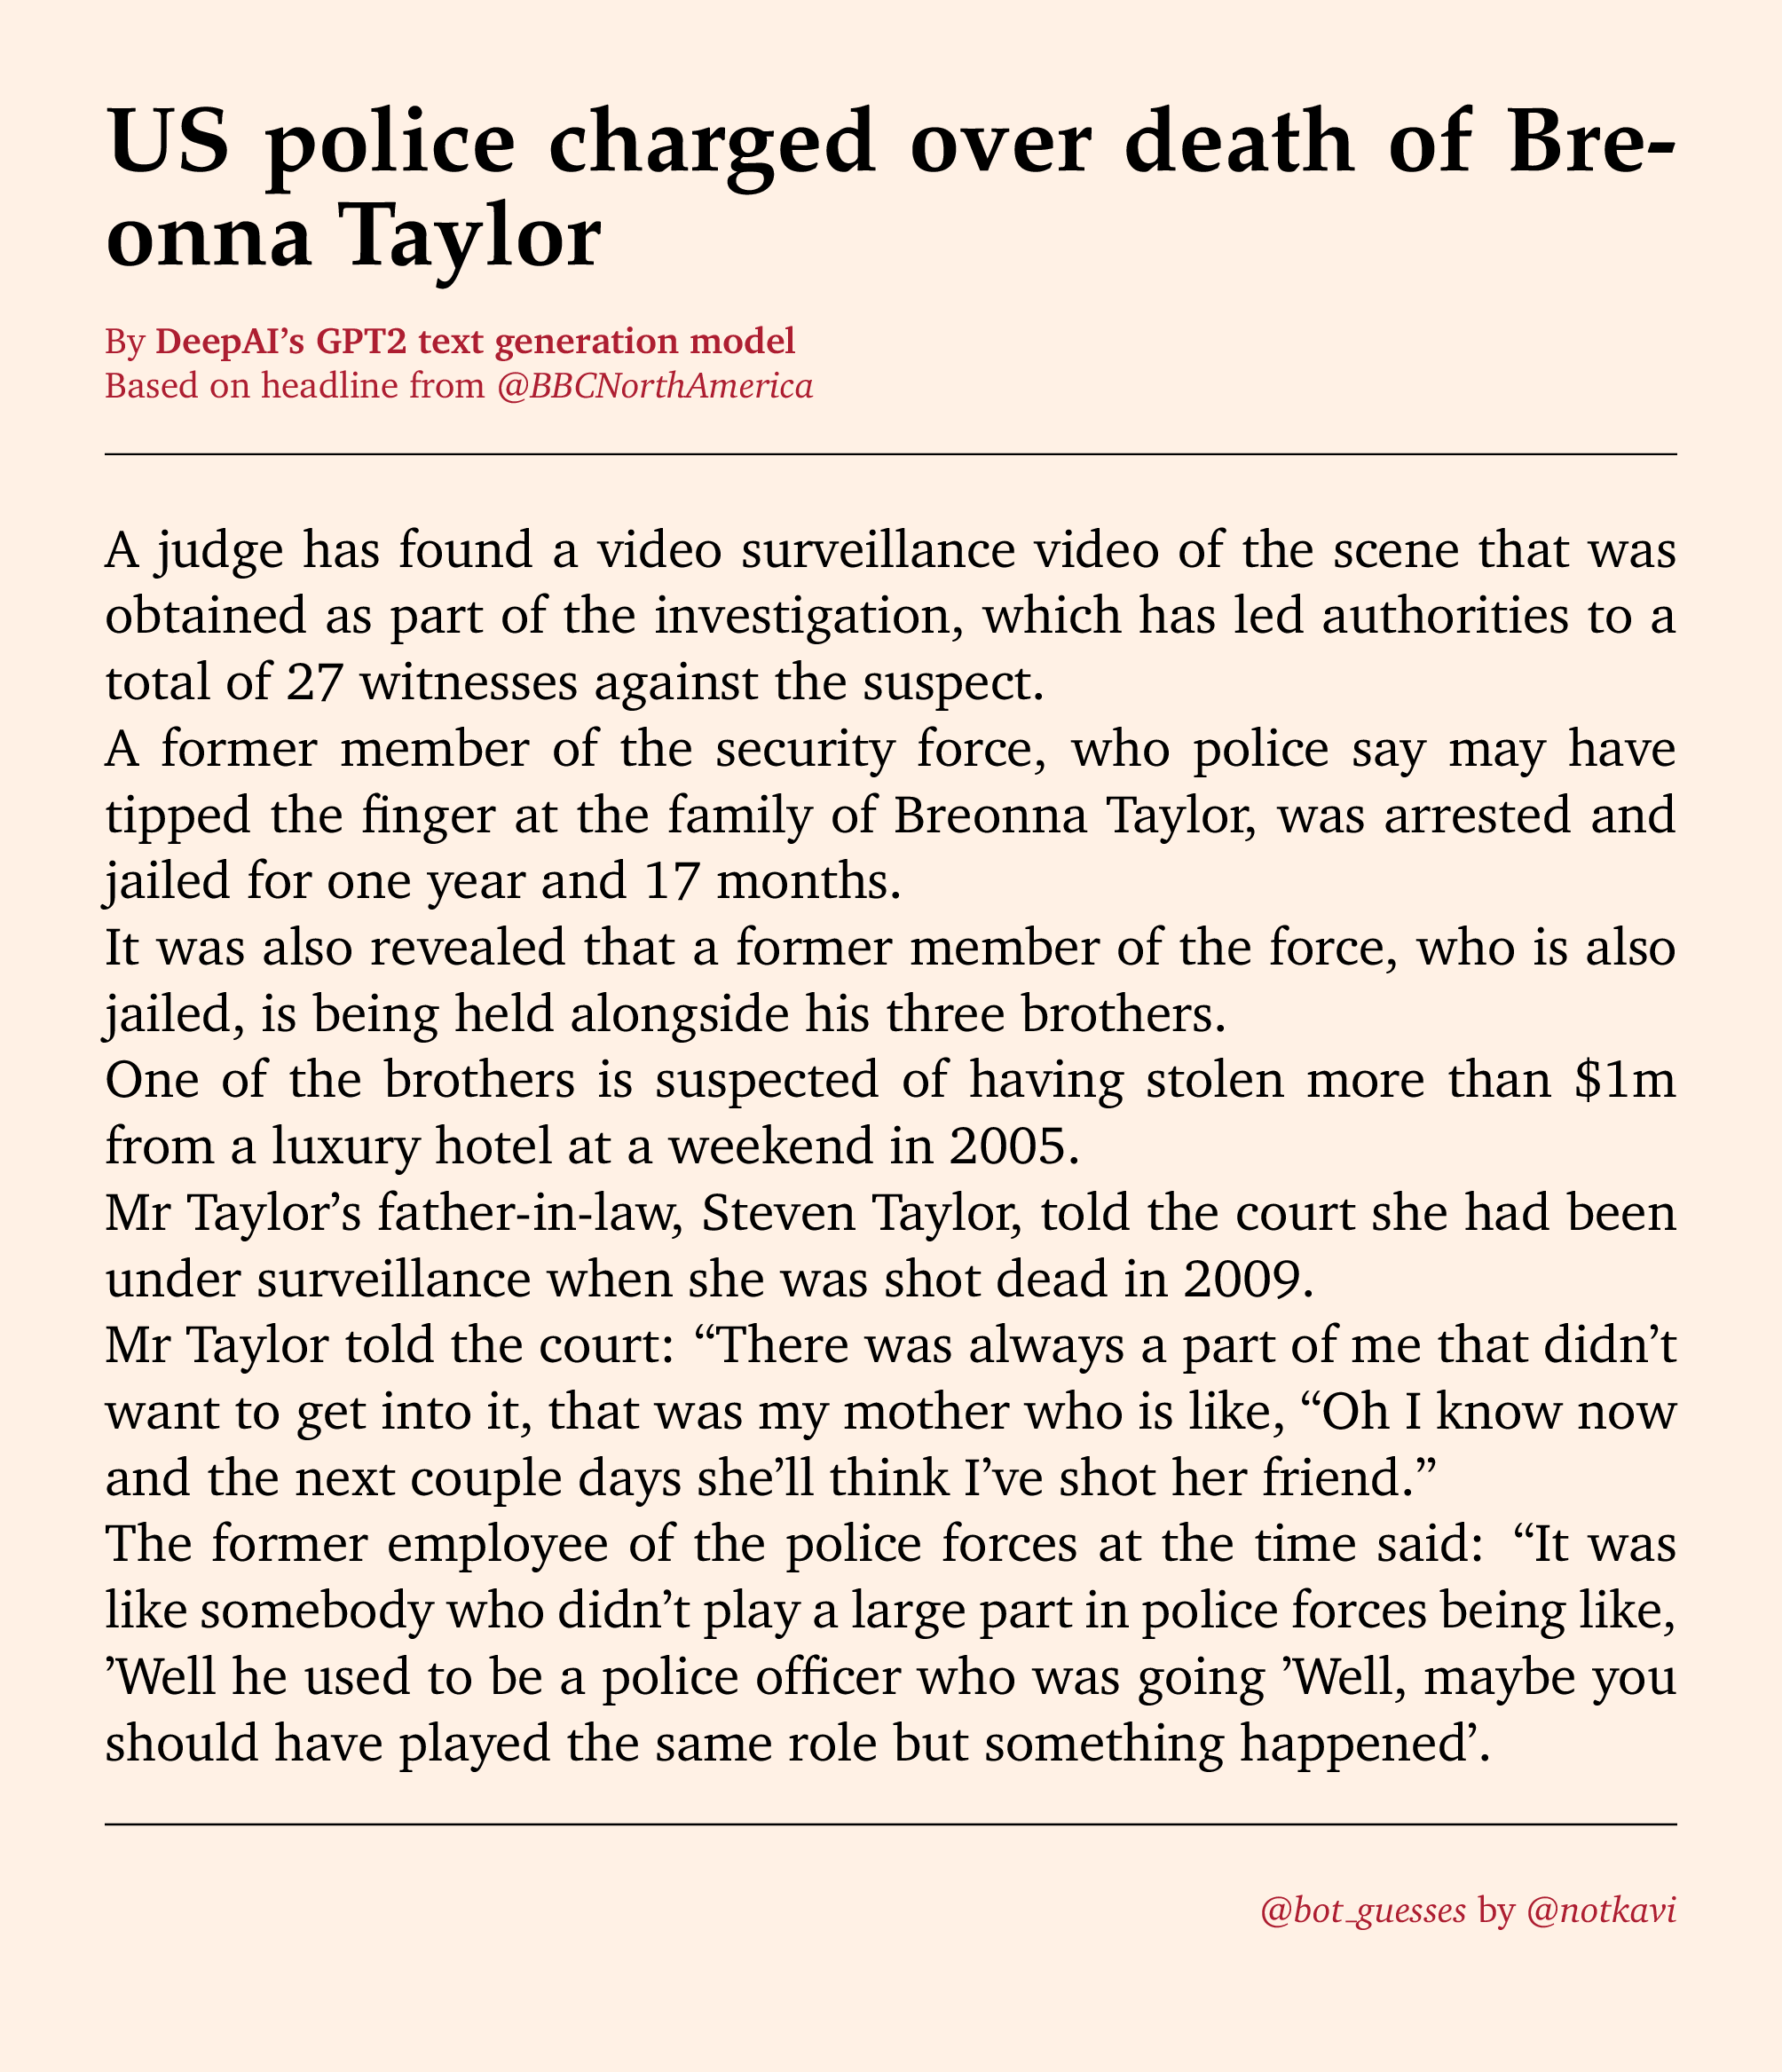 US police charged over death of Bre-
onna Taylor
By DeepAI’s GPT2 text generation model
Based on headline from @BBCNorthAmerica
A judge has found a video surveillance video of the scene that was
obtained as part of the investigation, which has led authorities to a
total of 27 witnesses against the suspect.
A former member of the security force, who police say may have
tipped the finger at the family of Breonna Taylor, was arrested and
jailed for one year and 17 months.
It was also revealed that a former member of the force, who is also
jailed, is being held alongside his three brothers.
One of the brothers is suspected of having stolen more than $1m
from a luxury hotel at a weekend in 2005.
Mr Taylor’s father-in-law, Steven Taylor, told the court she had been
under surveillance when she was shot dead in 2009.
Mr Taylor told the court: “There was always a part of me that didn’t
want to get into it, that was my mother who is like, “Oh I know now
and the next couple days she’ll think I’ve shot her friend.”
The former employee of the police forces at the time said: “It was
like somebody who didn’t play a large part in police forces being like,
’Well he used to be a police officer who was going ’Well, maybe you
should have played the same role but something happened’.
@bot_guesses by @notkavi